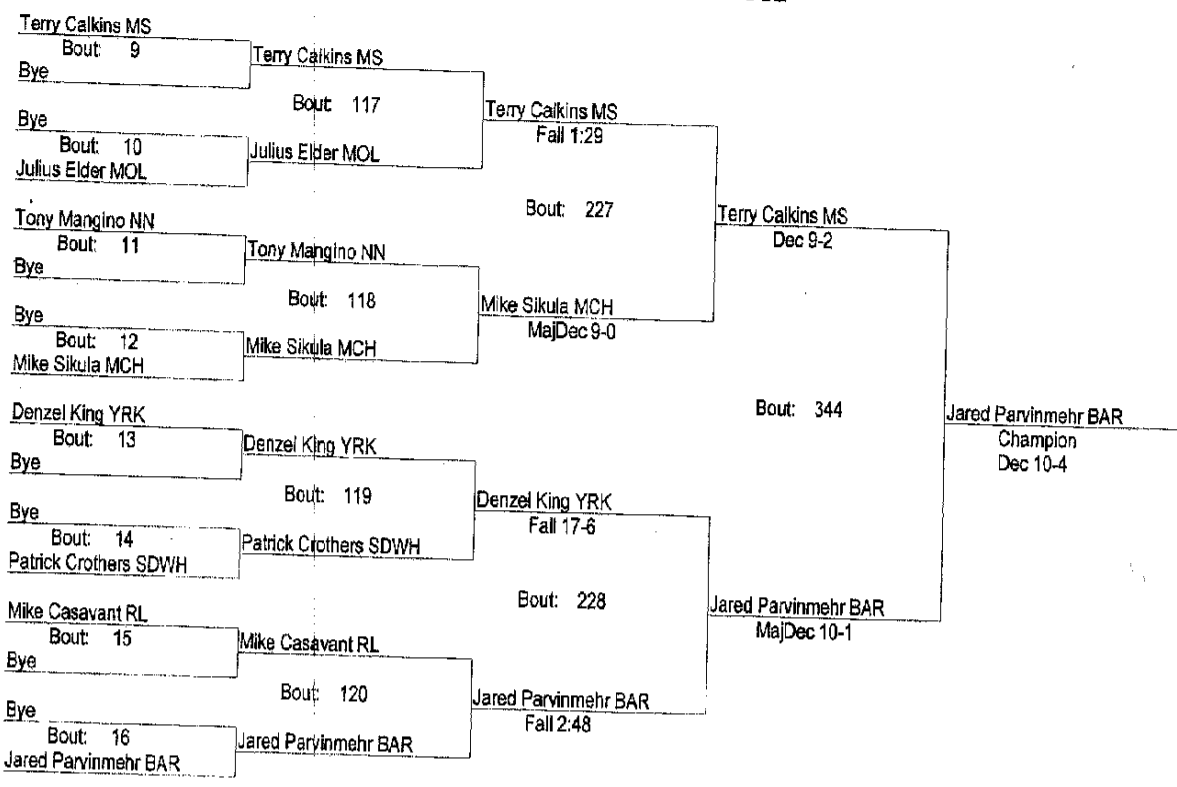 Terry Calkins MS
Bout: 9
Bye
Terry Calkins MS
Bout: 117
Bye
Bout: 10
Julius Elder MOL
Julius Elder MOL
Terry Calkins MS
Fall 1:29
Bout: 227
Tony Mangino NN
Bout: 11
Bye
Tony Mangino NN
Bout: 118
Bye
Bout: 12
Mike Sikula MCH
Mike Sikula MCH
Mike Sikula MCH
MajDec 9-0
Terry Calkins MS
Dec 9-2
Bout: 344
Denzel King YRK
Bout: 13
Bye
Denzel King YRK
Bout: 119
Bye
Bout: 14
Patrick Crothers SDWH
Patrick Crothers SDWH
Denzel King YRK
Fall 17-6
Bout: 228
Mike Casavant RL
Bout: 15
Bye
Mike Casavant RL
Bout: 120
Bye
Bout: 16
Jared Parvinmehr BAR
Jared Parvinmehr BAR
Jared Parvinmehr BAR
Fall 2:48
Jared Parvinmehr BAR
MajDec 10-1
Jared Parvinmehr BAR
Champion
Dec 10-4